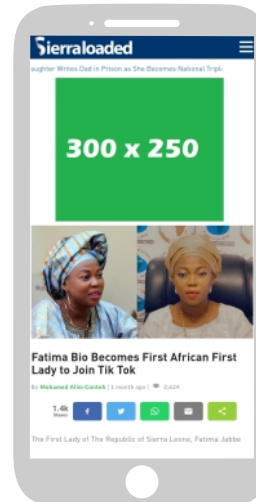 Sierraloaded
aughter Writes Dad in Prison as She Becomes National Triple
300 x 250
Fatima Bio Becomes First African First
Lady to Join Tik Tok
By Mohamed Alim Conteh | 1 month ago | 2,624
1.4k
Shares
The First Lady of The Republic of Sierra Leone, Fatima Jabbe